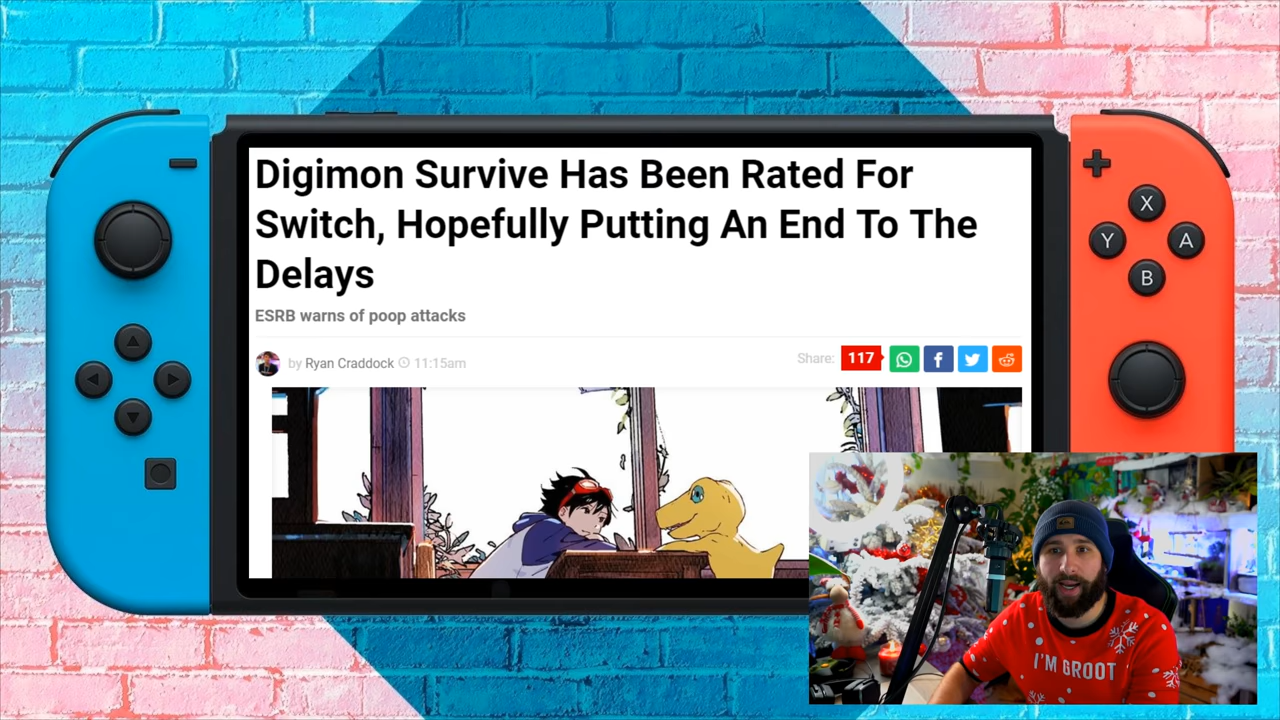 Digimon Survive Has Been Rated For
Switch, Hopefully Putting An End To The
Delays
ESRB warns of poop attacks
by Ryan Craddock 11:15am
Share: 117
X
Y A
B
I'M GROOT